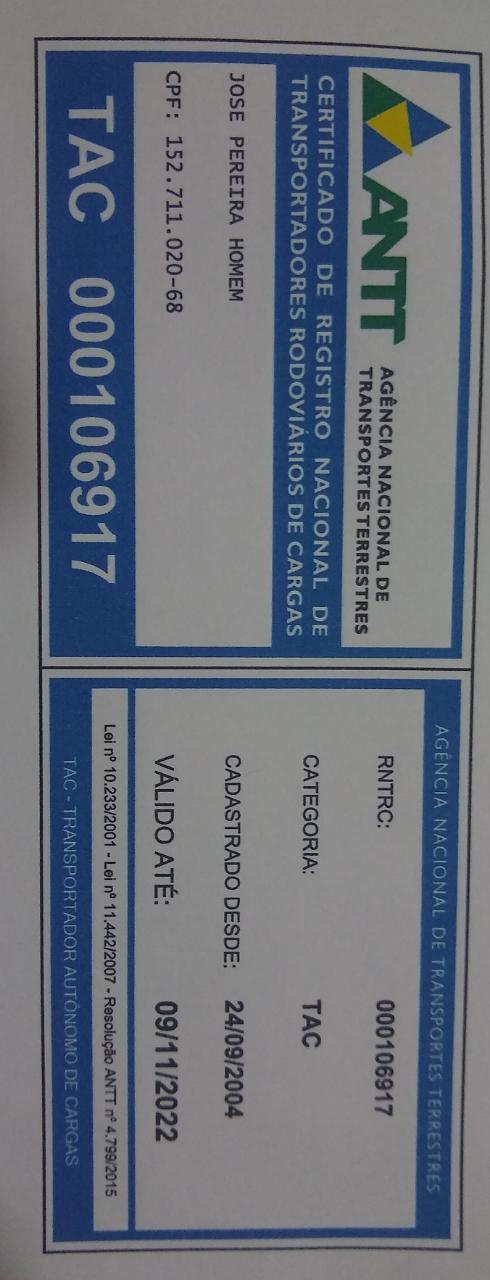 ANTT
AGÊNCIA NACIONAL DE
TRANSPORTES TERRESTRES
CERTIFICADO DE REGISTRO NACIONAL DE
TRANSPORTADORES RODOVIÁRIOS DE CARGAS
JOSE PEREIRA HOMEM
CPF: 152.711.020-68
TAC 000106917
AGÊNCIA NACIONAL DE TRANSPORTES TERRESTRES
RNTRC: 000106917
CATEGORIA: TAC
CADASTRADO DESDE: 24/09/2004
VÁLIDO ATÉ: 09/11/2022
Lei nº 10.233/2001 - Lei nº 11.442/2007 - Resolução ANTT nº 4.799/2015
TAC - TRANSPORTADOR AUTÔNOMO DE CARGAS